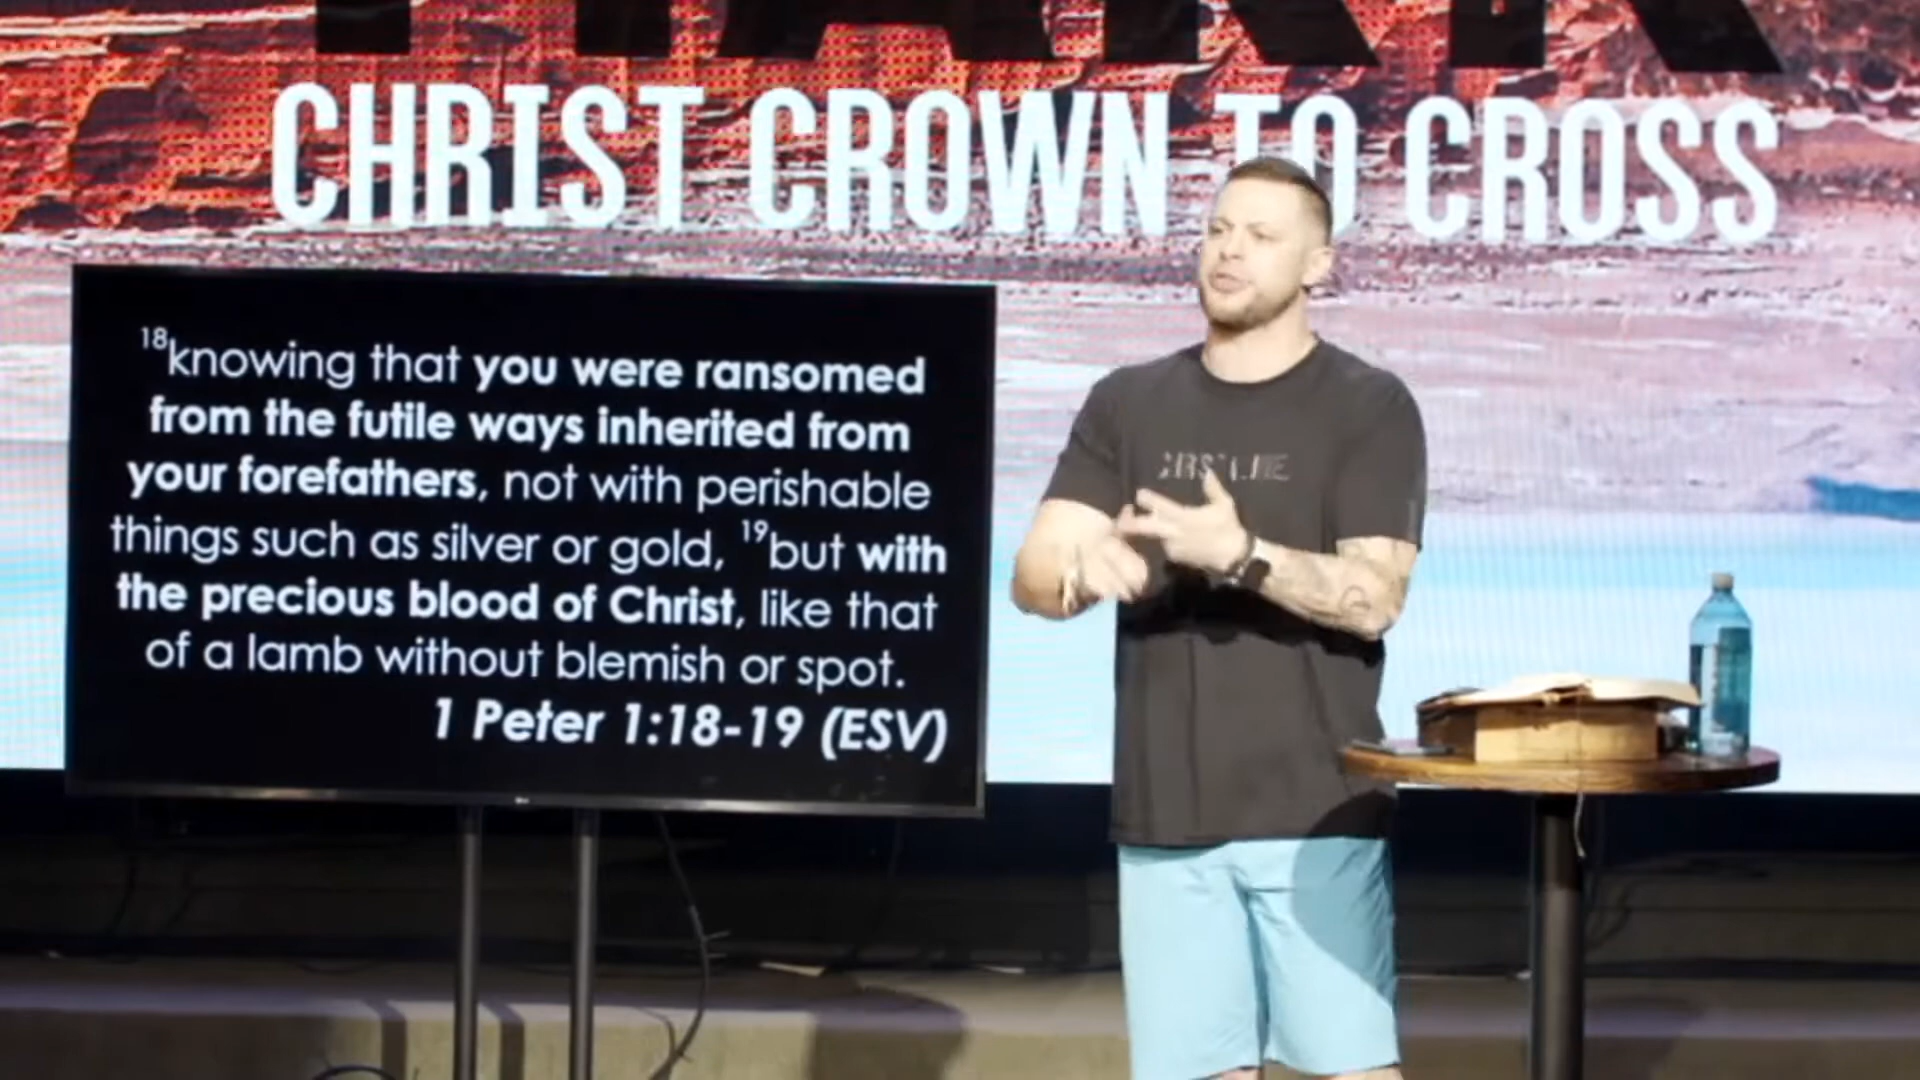 CHRIST CROWN TO CROSS
18knowing that you were ransomed
from the futile ways inherited from
your forefathers, not with perishable
things such as silver or gold, 19but with
the precious blood of Christ, like that
of a lamb without blemish or spot.
1 Peter 1:18-19 (ESV)